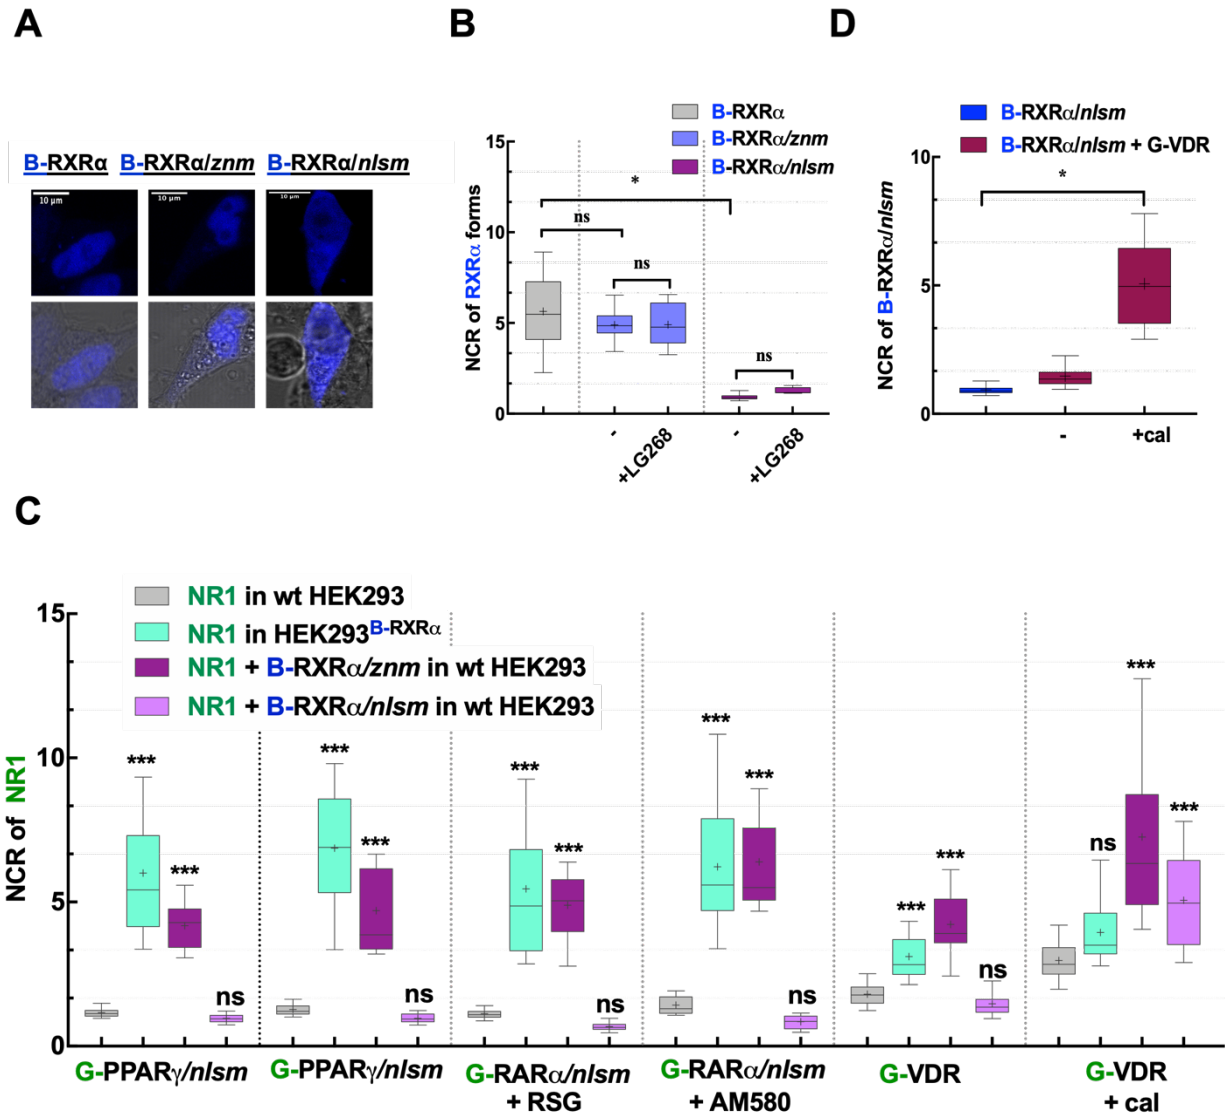 A
B-RXRα B-RXRα/znm B-RXRα/nlsm
10 µm 10 µm 10 µm
B
B-RXRα
B-RXRα/znm
B-RXRα/nlsm
NCR of RXRα forms
15
10
5
0
*
ns
ns
ns
- +LG268 - +LG268
D
B-RXRα/nlsm
B-RXRα/nlsm + G-VDR
NCR of B-RXRα/nlsm
10
5
0
*
- +cal
C
NR1 in wt HEK293
NR1 in HEK293B-RXRα
NR1 + B-RXRα/znm in wt HEK293
NR1 + B-RXRα/nlsm in wt HEK293
NCR of NR1
15
10
5
0
*** *** ns
*** *** ns
*** *** ns
*** *** ns
*** *** ns
ns *** ***
G-PPARγ/nlsm
G-PPARγ/nlsm
G-RARα/nlsm
+ RSG
G-RARα/nlsm
+ AM580
G-VDR
G-VDR
+ cal